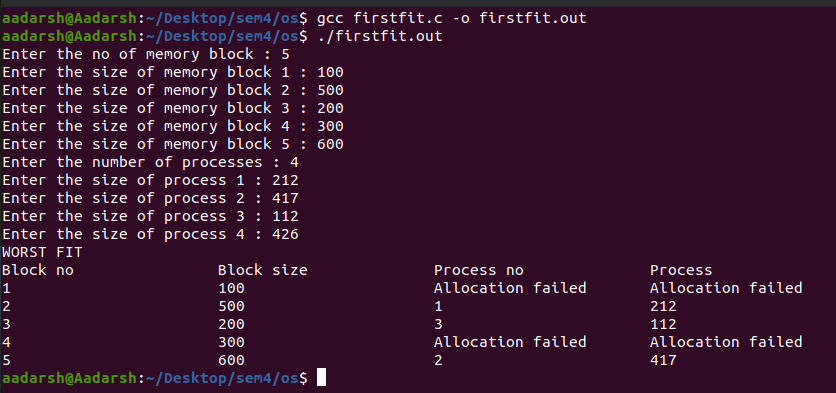 aadarsh@Aadarsh:~/Desktop/sem4/os$ gcc firstfit.c -o firstfit.out
aadarsh@Aadarsh:~/Desktop/sem4/os$ ./firstfit.out
Enter the no of memory block : 5
Enter the size of memory block 1 : 100
Enter the size of memory block 2 : 500
Enter the size of memory block 3 : 200
Enter the size of memory block 4 : 300
Enter the size of memory block 5 : 600
Enter the number of processes : 4
Enter the size of process 1 : 212
Enter the size of process 2 : 417
Enter the size of process 3 : 112
Enter the size of process 4 : 426
WORST FIT
Block no Block size Process no Process
1 100 Allocation failed Allocation failed
2 500 1 212
3 200 3 112
4 300 Allocation failed Allocation failed
5 600 2 417
aadarsh@Aadarsh:~/Desktop/sem4/os$